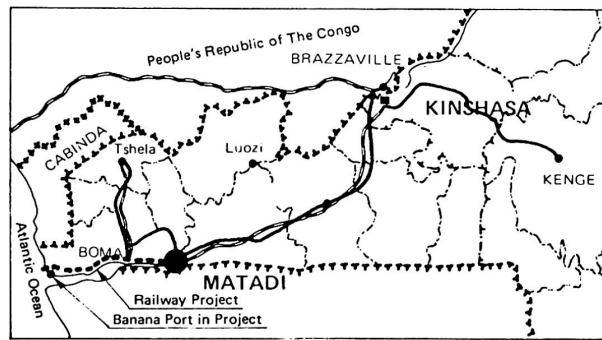 People's Republic of The Congo
BRAZZAVILLE
KINSHASA
CABINDA
Tshela
Luozi
KENGE
Atlantic Ocean
BOMA
MATADI
Railway Project
Banana Port in Project